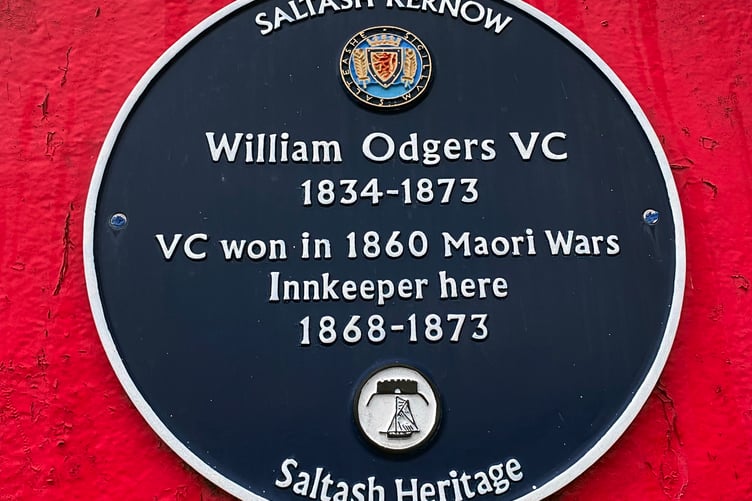 SALTASH KERNOW
William Odgers VC
1834-1873
VC won in 1860 Maori Wars
Innkeeper here
1868-1873
Saltash Heritage